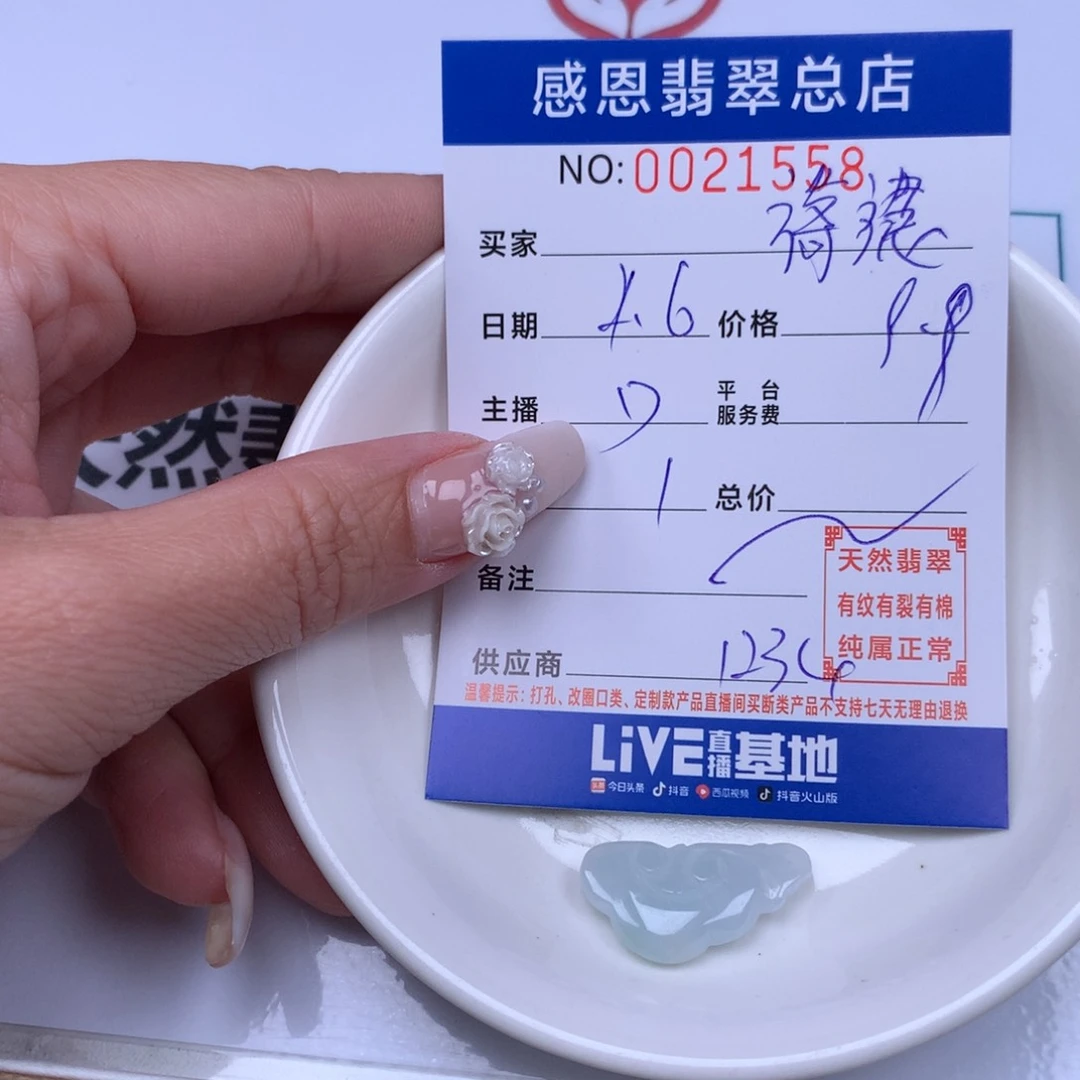 感恩翡翠总店
NO:0021558
买家
日期 价格
主播 平台服务费
1 总价
备注
天然翡翠
有纹有裂有棉
纯属正常
供应商 1234
温馨提示：打孔、改圈口类、定制款产品直播间买断类产品不支持七天无理由退换
LiVE直播基地
今日头条 抖音 西瓜视频 抖音火山版
天然